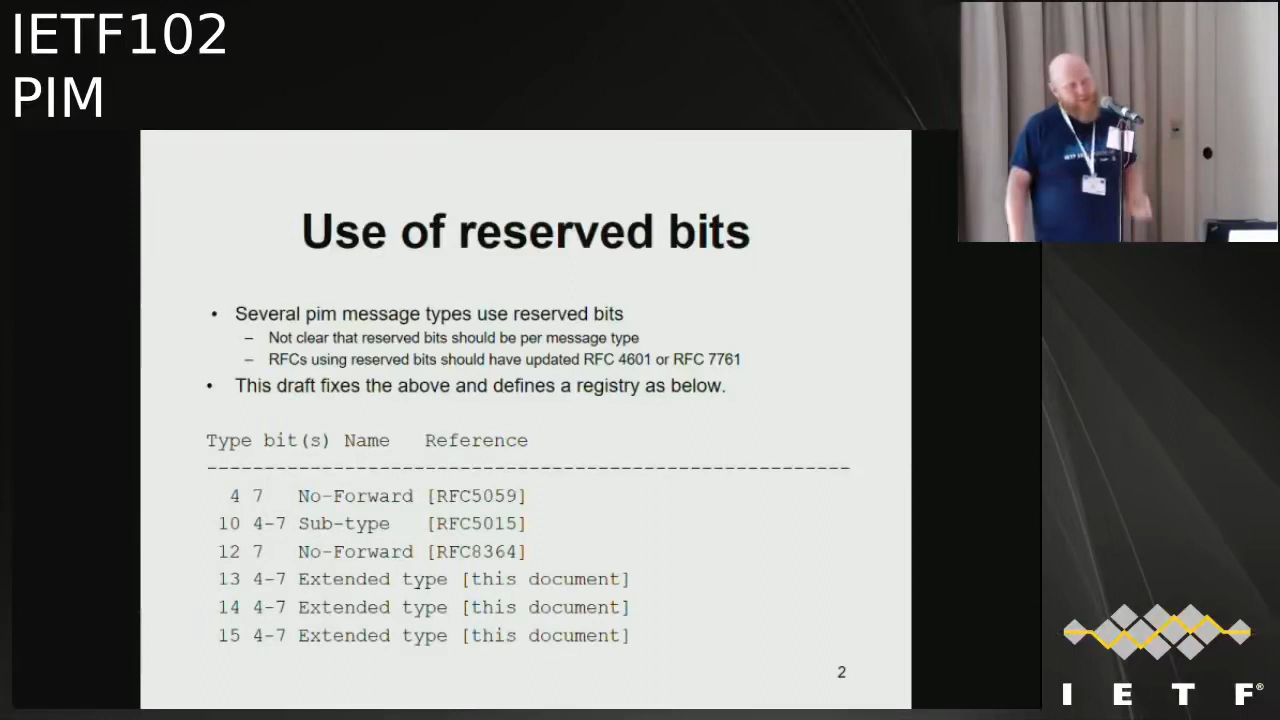 IETF102
PIM
Use of reserved bits
• Several pim message types use reserved bits
– Not clear that reserved bits should be per message type
– RFCs using reserved bits should have updated RFC 4601 or RFC 7761
• This draft fixes the above and defines a registry as below.
Type bit(s) Name Reference
--------------------------------------------------------
4 7 No-Forward [RFC5059]
10 4-7 Sub-type [RFC5015]
12 7 No-Forward [RFC8364]
13 4-7 Extended type [this document]
14 4-7 Extended type [this document]
15 4-7 Extended type [this document]
2
I E T F®